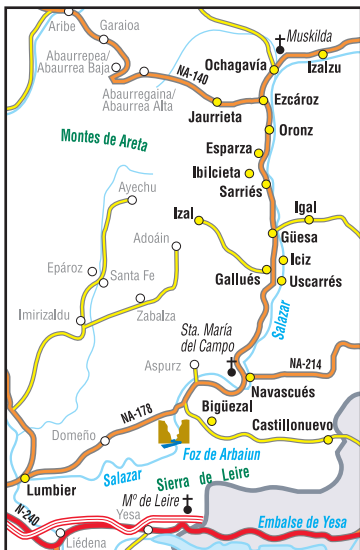 Aribe
Garaioa
Muskilda
Abaurrepea/
Abaurrea Baja
Ochagavía
Izalzu
NA-140
Abaurregaina/
Abaurrea Alta
Ezcároz
Jaurrieta
Oronz
Montes de Areta
Esparza
Ibilcieta
Sarriés
Ayechu
Izal
Igal
Adoáin
Güesa
Epároz
Iciz
Santa Fe
Gallués
Uscarrés
Zabalza
Imirizaldu
Salazar
Sta. María
del Campo
Aspurz
NA-214
Navascués
NA-178
Bigüezal
Castillonuevo
Domeño
Foz de Arbaiun
Salazar
Sierra de Leire
Lumbier
Mº de Leire
N-240
Yesa
Embalse de Yesa
Liédena